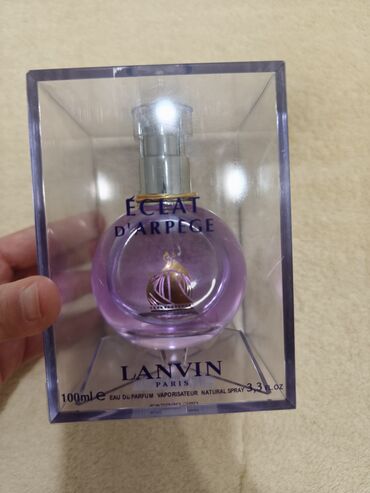 ÉCLAT
D'ARPÈGE
LANVIN
PARIS
100ml e EAU DE PARFUM VAPORISATEUR NATURAL SPRAY 3,3 FL.OZ